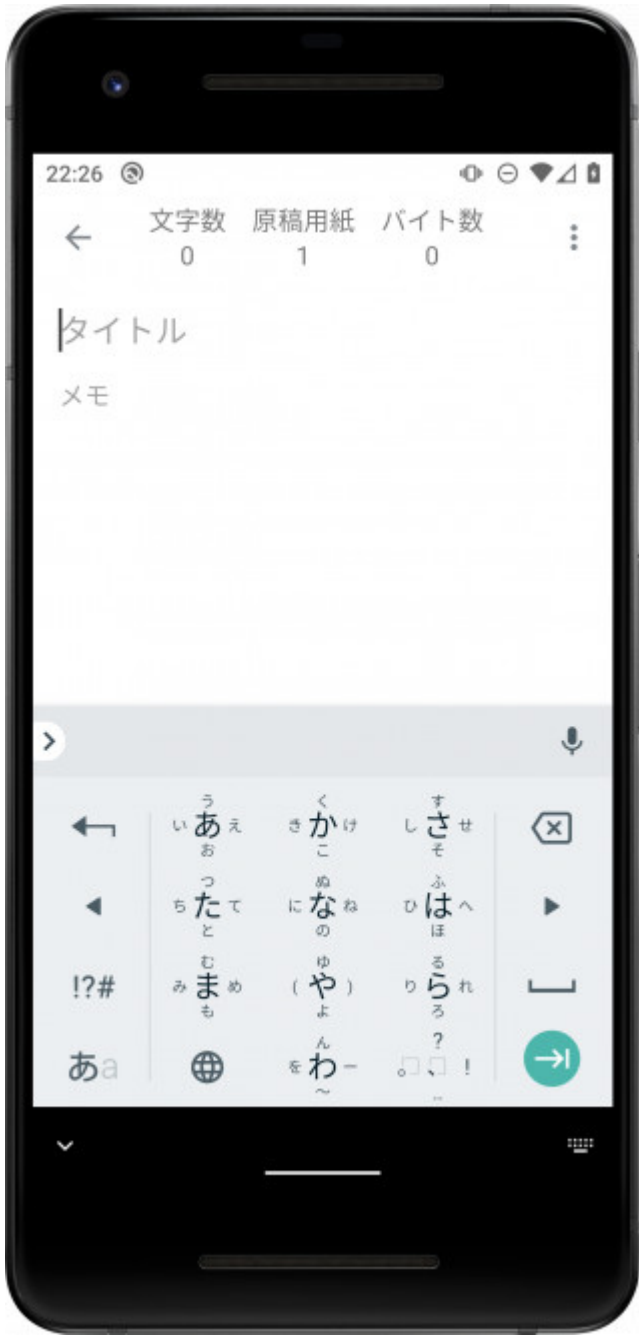 22:26
文字数 原稿用紙 バイト数
0 1 0
タイトル
メモ
う く す
いあえ きかけ しさせ
お こ そ
つ ぬ ふ
ちたて になね ひはへ
と の ほ
む ゆ る
!?# みまめ (や) りられ
も よ ろ
ん ?
あa をわー 。、!
〜 …